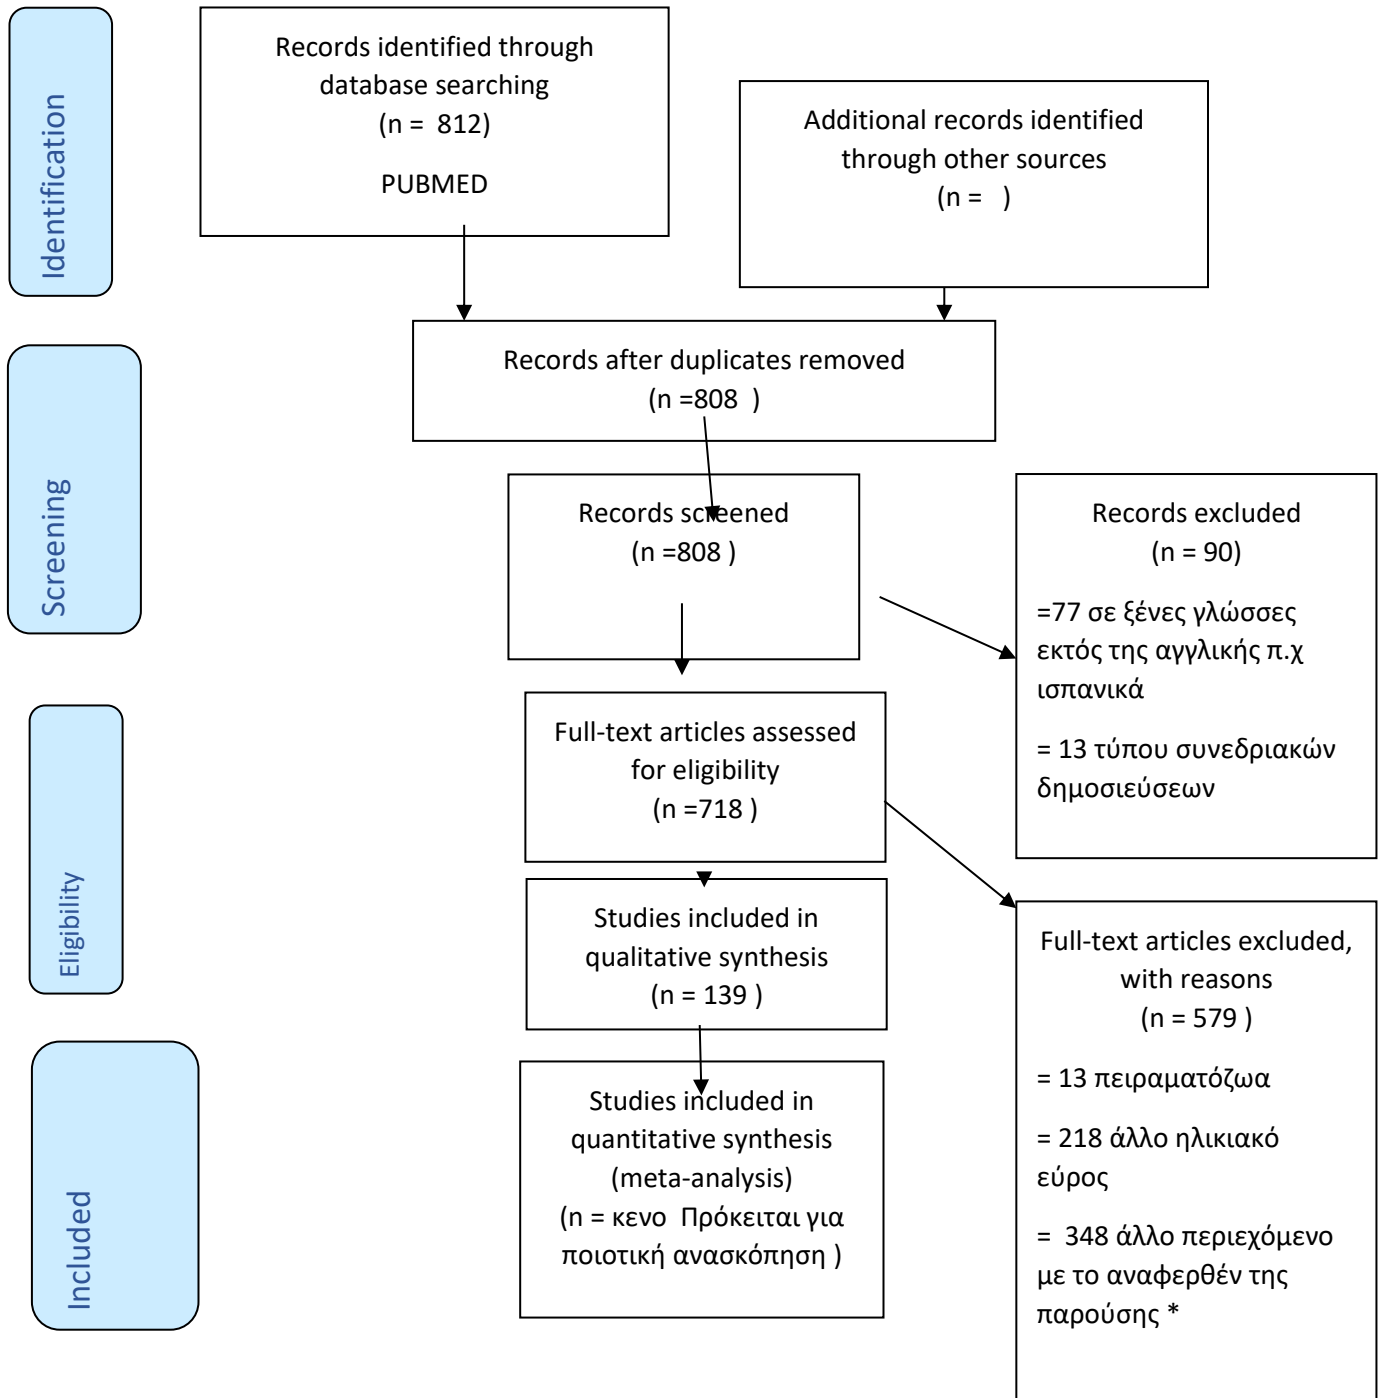 Identification
Records identified through
database searching
(n = 812)
PUBMED
Additional records identified
through other sources
(n = )
Records after duplicates removed
(n =808 )
Screening
Records screened
(n =808 )
Records excluded
(n = 90)
=77 σε ξένες γλώσσες
εκτός της αγγλικής π.χ
ισπανικά
= 13 τύπου συνεδριακών
δημοσιεύσεων
Eligibility
Full-text articles assessed
for eligibility
(n =718 )
Full-text articles excluded,
with reasons
(n = 579 )
= 13 πειραματόζωα
= 218 άλλο ηλικιακό
εύρος
= 348 άλλο περιεχόμενο
με το αναφερθέν της
παρούσης *
Studies included in
qualitative synthesis
(n = 139 )
Included
Studies included in
quantitative synthesis
(meta-analysis)
(n = κενο Πρόκειται για
ποιοτική ανασκόπηση )